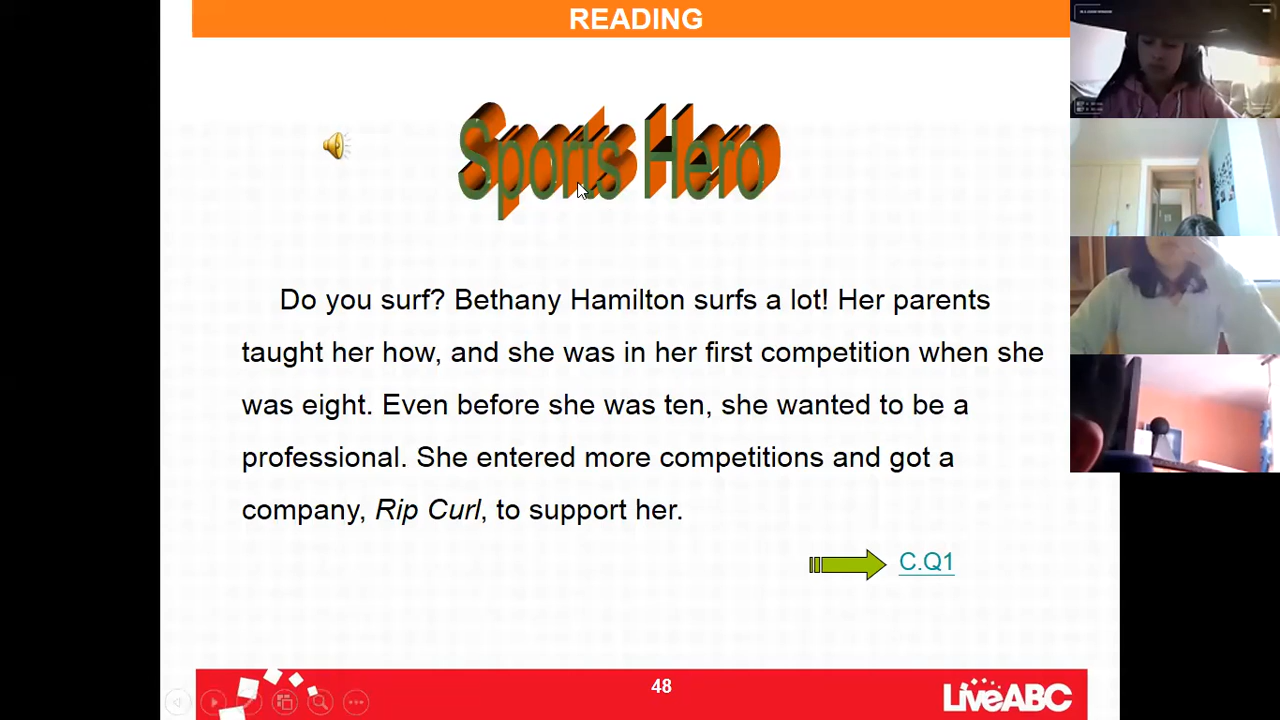 READING
Sports Hero
Do you surf? Bethany Hamilton surfs a lot! Her parents
taught her how, and she was in her first competition when she
was eight. Even before she was ten, she wanted to be a
professional. She entered more competitions and got a
company, Rip Curl, to support her.
C.Q1
48
LiveABC